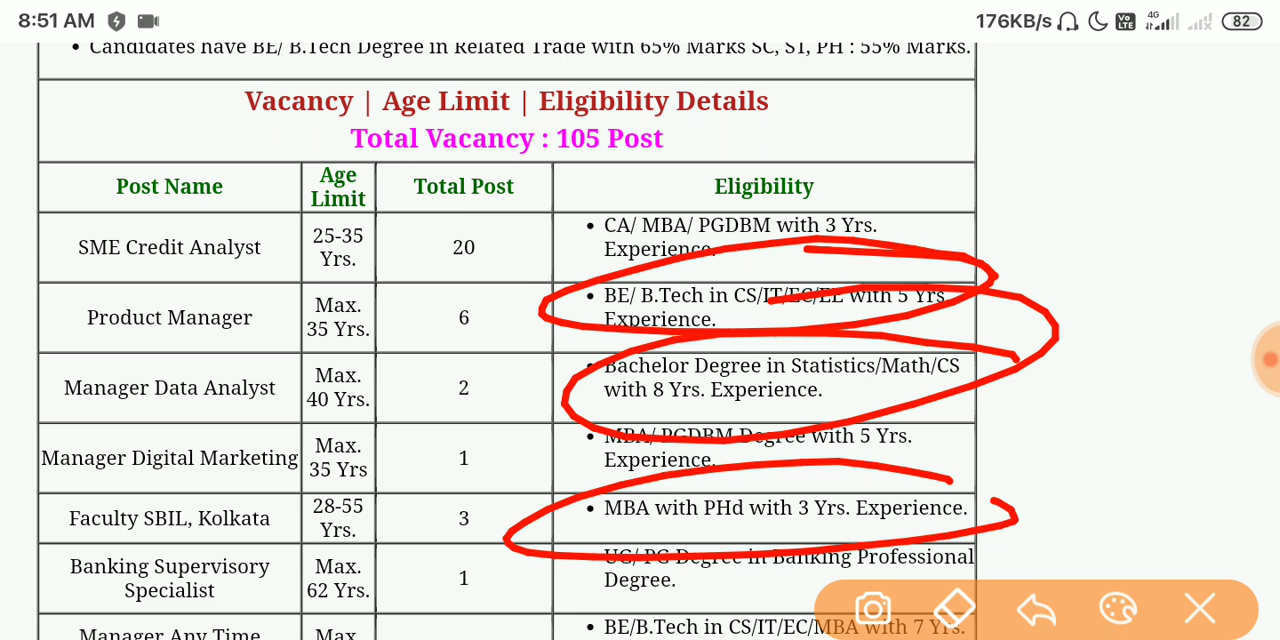 8:51 AM 176KB/s Vo LTE 4G 82
• Candidates have BE/ B.Tech Degree in Related Trade with 65% Marks SC, ST, PH : 55% Marks.
Vacancy | Age Limit | Eligibility Details
Total Vacancy : 105 Post
Post Name
Age
Limit
Total Post
Eligibility
SME Credit Analyst
25-35
Yrs.
20
• CA/ MBA/ PGDBM with 3 Yrs.
Experience.
Product Manager
Max.
35 Yrs.
6
• BE/ B.Tech in CS/IT/EC/EE with 5 Yrs.
Experience.
Manager Data Analyst
Max.
40 Yrs.
2
• Bachelor Degree in Statistics/Math/CS
with 8 Yrs. Experience.
Manager Digital Marketing
Max.
35 Yrs
1
• MBA/ PGDBM Degree with 5 Yrs.
Experience.
Faculty SBIL, Kolkata
28-55
Yrs.
3
• MBA with PHd with 3 Yrs. Experience.
Banking Supervisory
Specialist
Max.
62 Yrs.
1
UG/ PG Degree in Banking Professional
Degree.
Manager Any Time
Max.
• BE/B.Tech in CS/IT/EC/MBA with 7 Yrs.